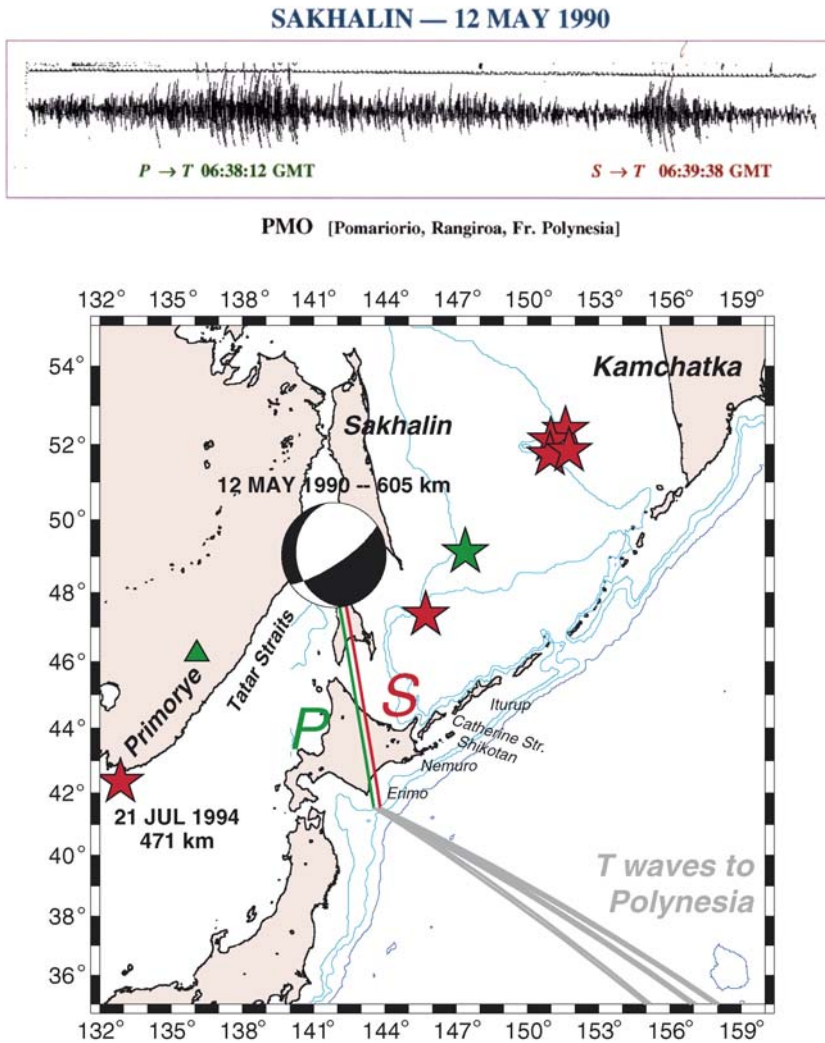 SAKHALIN — 12 MAY 1990
P → T 06:38:12 GMT
S → T 06:39:38 GMT
PMO [Pomariorio, Rangiroa, Fr. Polynesia]
132° 135° 138° 141° 144° 147° 150° 153° 156° 159°
54°
Kamchatka
Sakhalin
52°
12 MAY 1990 -- 605 km
50°
48°
Tatar Straits
46°
Primorye
S
P
Iturup
44°
Catherine Str.
Shikotan
Nemuro
42°
Erimo
21 JUL 1994
471 km
40°
T waves to
Polynesia
38°
36°
132° 135° 138° 141° 144° 147° 150° 153° 156° 159°